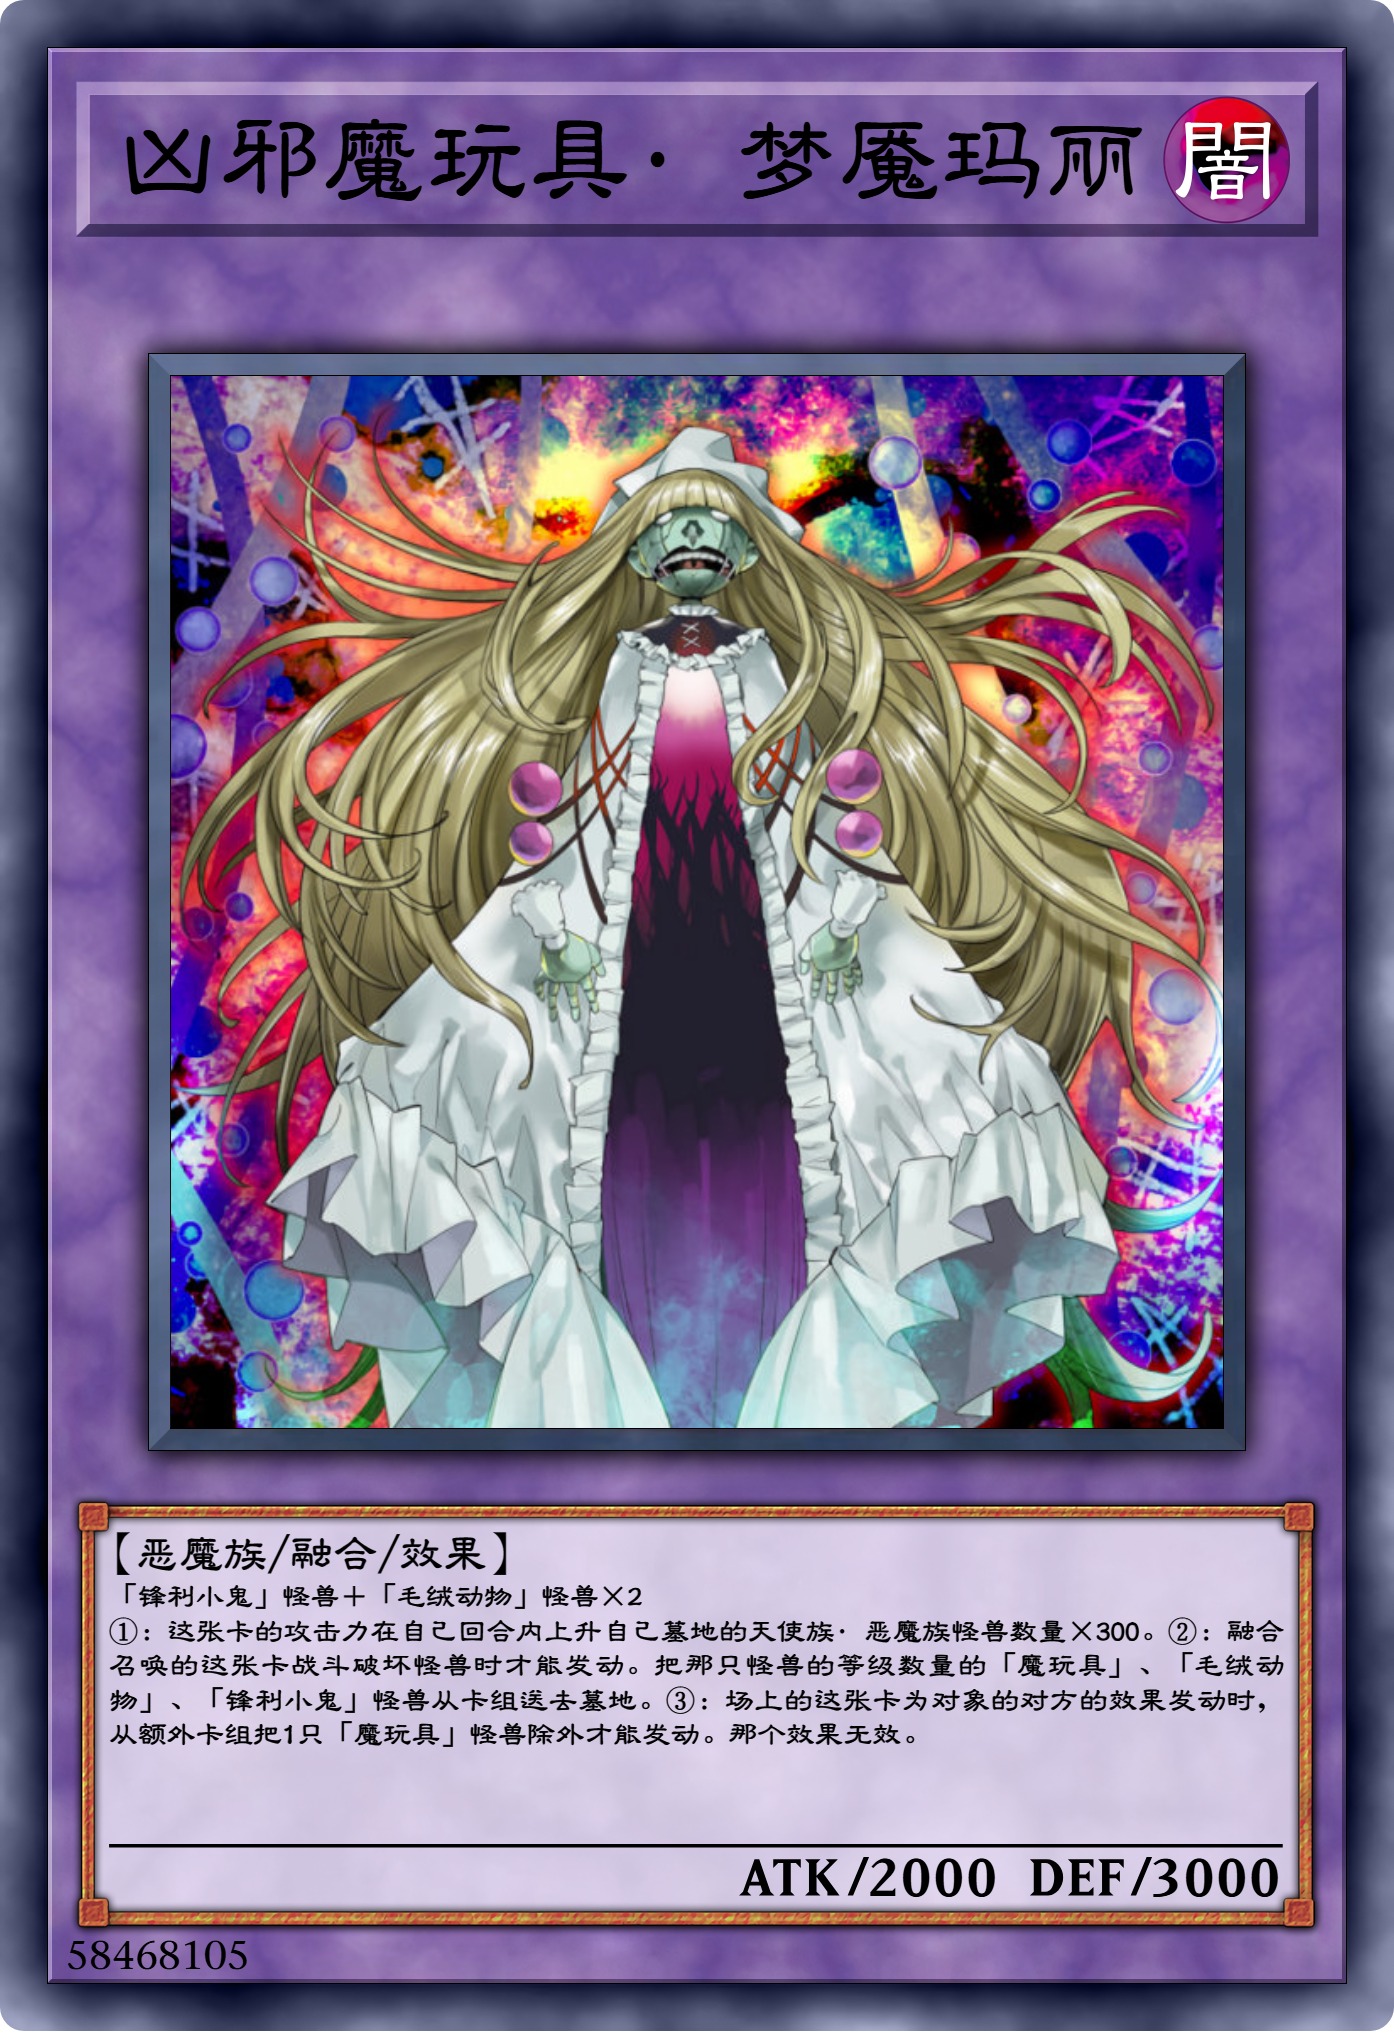 凶邪魔玩具·梦魇玛丽
闇
【恶魔族/融合/效果】
「锋利小鬼」怪兽＋「毛绒动物」怪兽×2
①：这张卡的攻击力在自己回合内上升自己墓地的天使族·恶魔族怪兽数量×300。②：融合
召唤的这张卡战斗破坏怪兽时才能发动。把那只怪兽的等级数量的「魔玩具」、「毛绒动
物」、「锋利小鬼」怪兽从卡组送去墓地。③：场上的这张卡为对象的对方的效果发动时，
从额外卡组把1只「魔玩具」怪兽除外才能发动。那个效果无效。
ATK/2000 DEF/3000
58468105